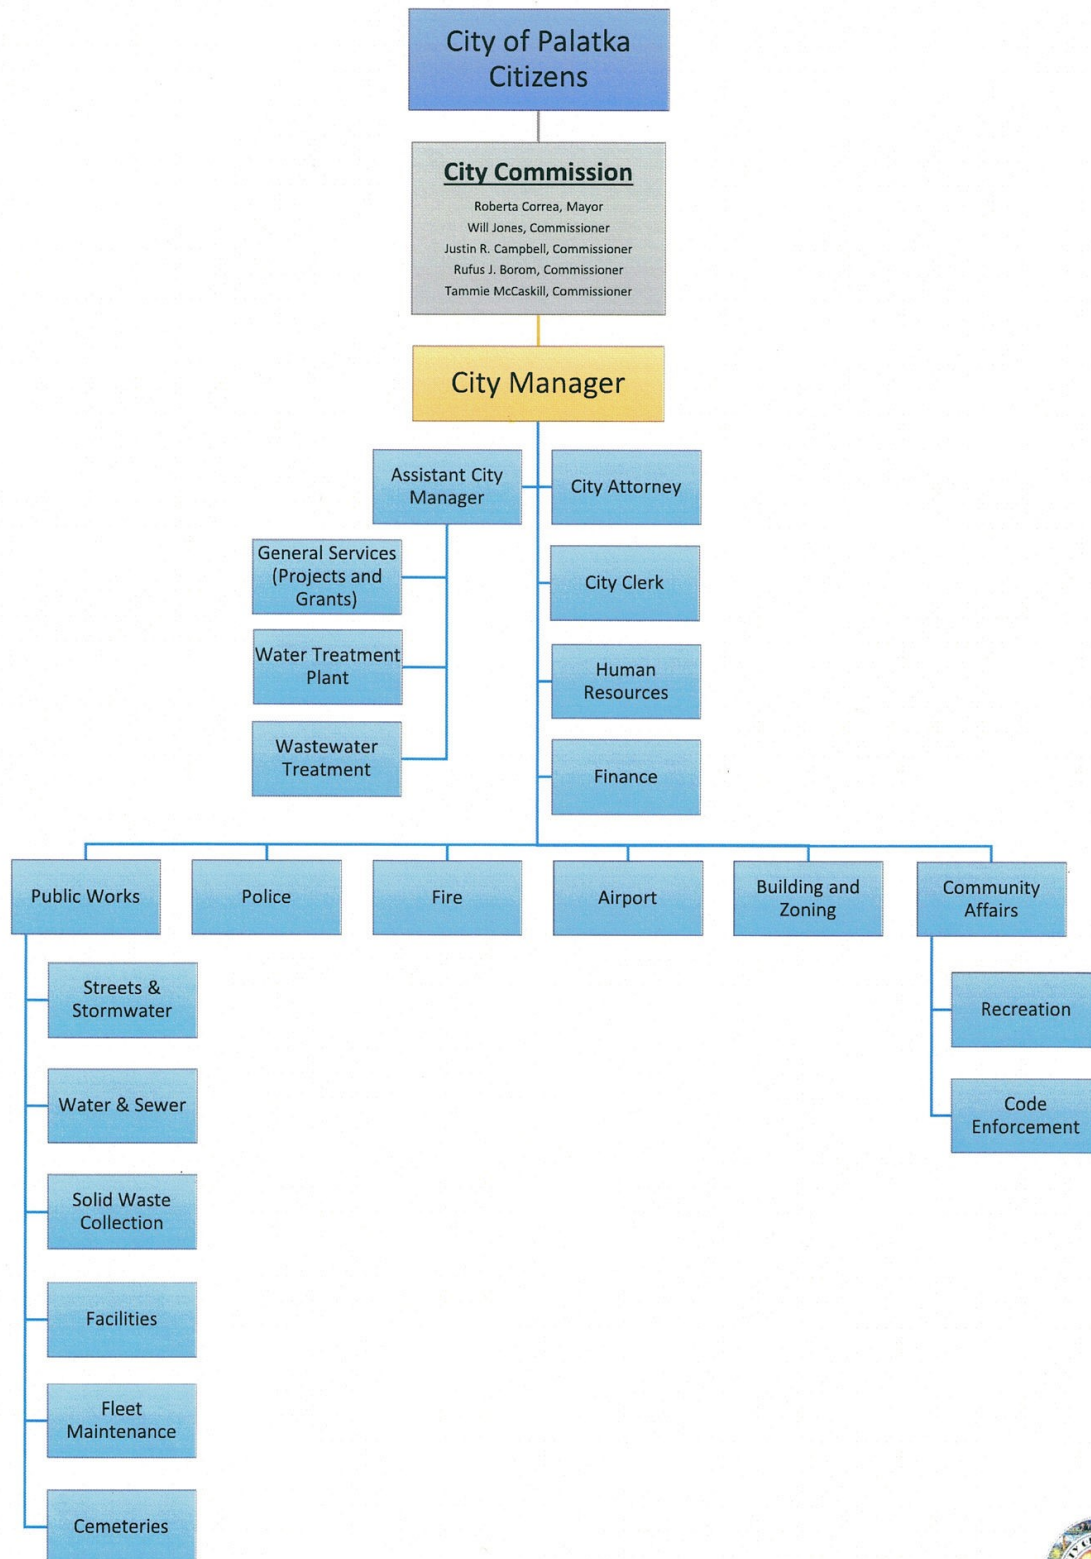 City of Palatka
Citizens
City Commission
Roberta Correa, Mayor
Will Jones, Commissioner
Justin R. Campbell, Commissioner
Rufus J. Borom, Commissioner
Tammie McCaskill, Commissioner
City Manager
Assistant City
Manager
City Attorney
General Services
(Projects and
Grants)
City Clerk
Water Treatment
Plant
Human
Resources
Wastewater
Treatment
Finance
Public Works
Police
Fire
Airport
Building and
Zoning
Community
Affairs
Streets &
Stormwater
Recreation
Water & Sewer
Code
Enforcement
Solid Waste
Collection
Facilities
Fleet
Maintenance
Cemeteries